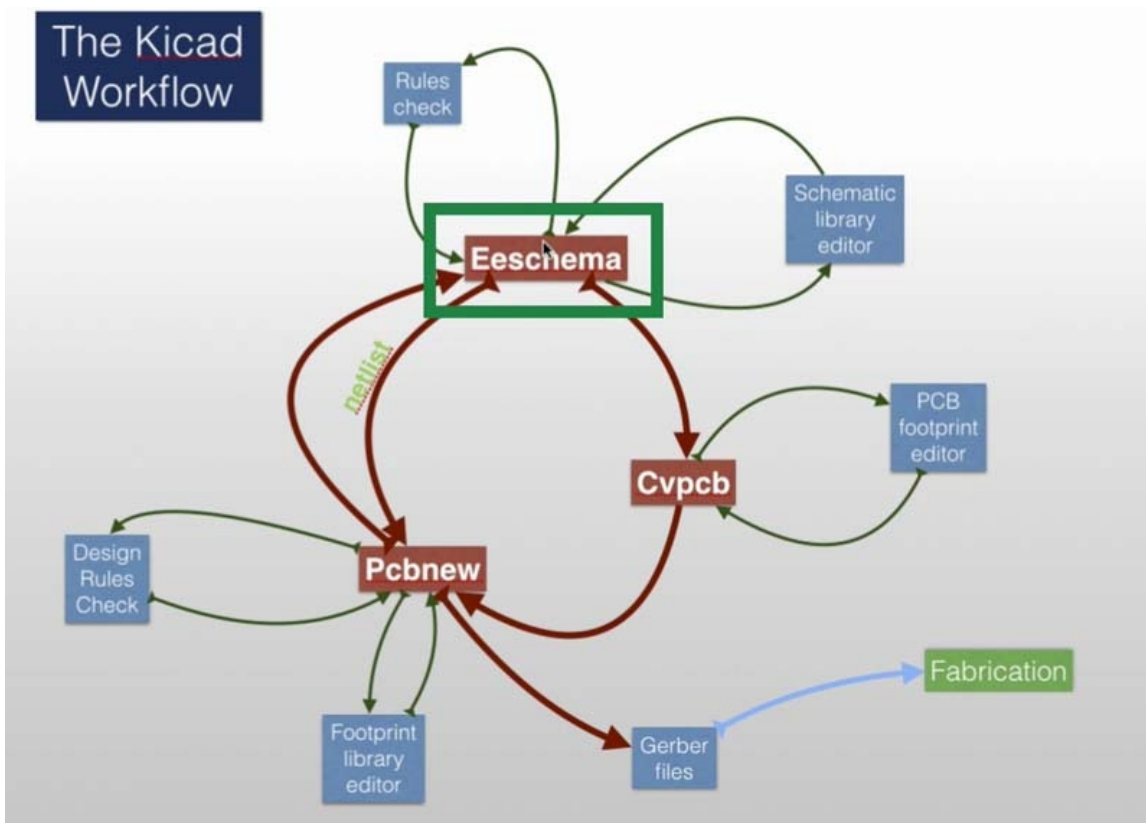 The Kicad
Workflow
Rules
check
Schematic
library
editor
Eeschema
netlist
PCB
footprint
editor
Cvpcb
Design
Rules
Check
Pcbnew
Fabrication
Footprint
library
editor
Gerber
files